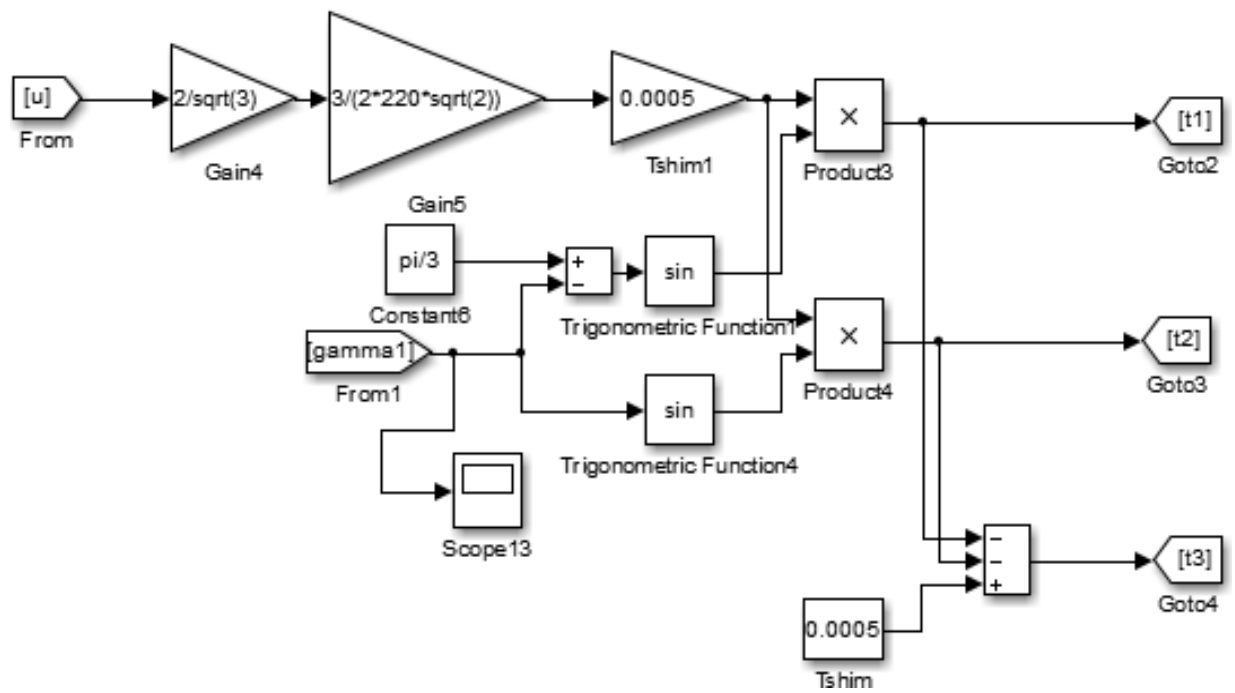 [u]
From
2/sqrt(3)
Gain4
3/(2*220*sqrt(2))
Gain5
0.0005
Tshim1
×
Product3
[t1]
Goto2
pi/3
Constant6
+
−
sin
Trigonometric Function1
[gamma1]
From1
×
Product4
[t2]
Goto3
sin
Trigonometric Function4
Scope13
−
−
+
[t3]
Goto4
0.0005
Tshim